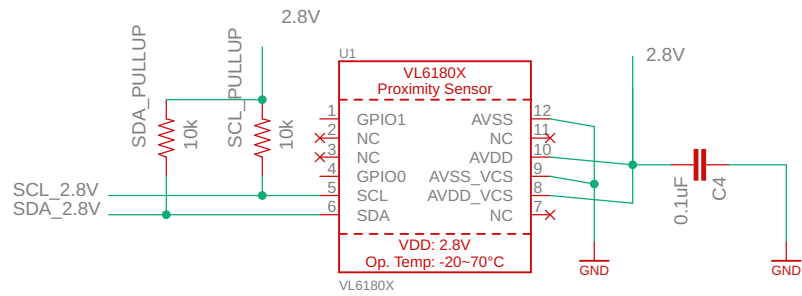 2.8V
SDA_PULLUP
10k
SCL_PULLUP
10k
U1
VL6180X
Proximity Sensor
1 GPIO1 AVSS 12
2 NC NC 11
3 NC AVDD 10
4 GPIO0 AVSS_VCS 9
SCL_2.8V 5 SCL AVDD_VCS 8
SDA_2.8V 6 SDA NC 7
VDD: 2.8V
Op. Temp: -20~70°C
VL6180X
2.8V
0.1uF
C4
GND
GND